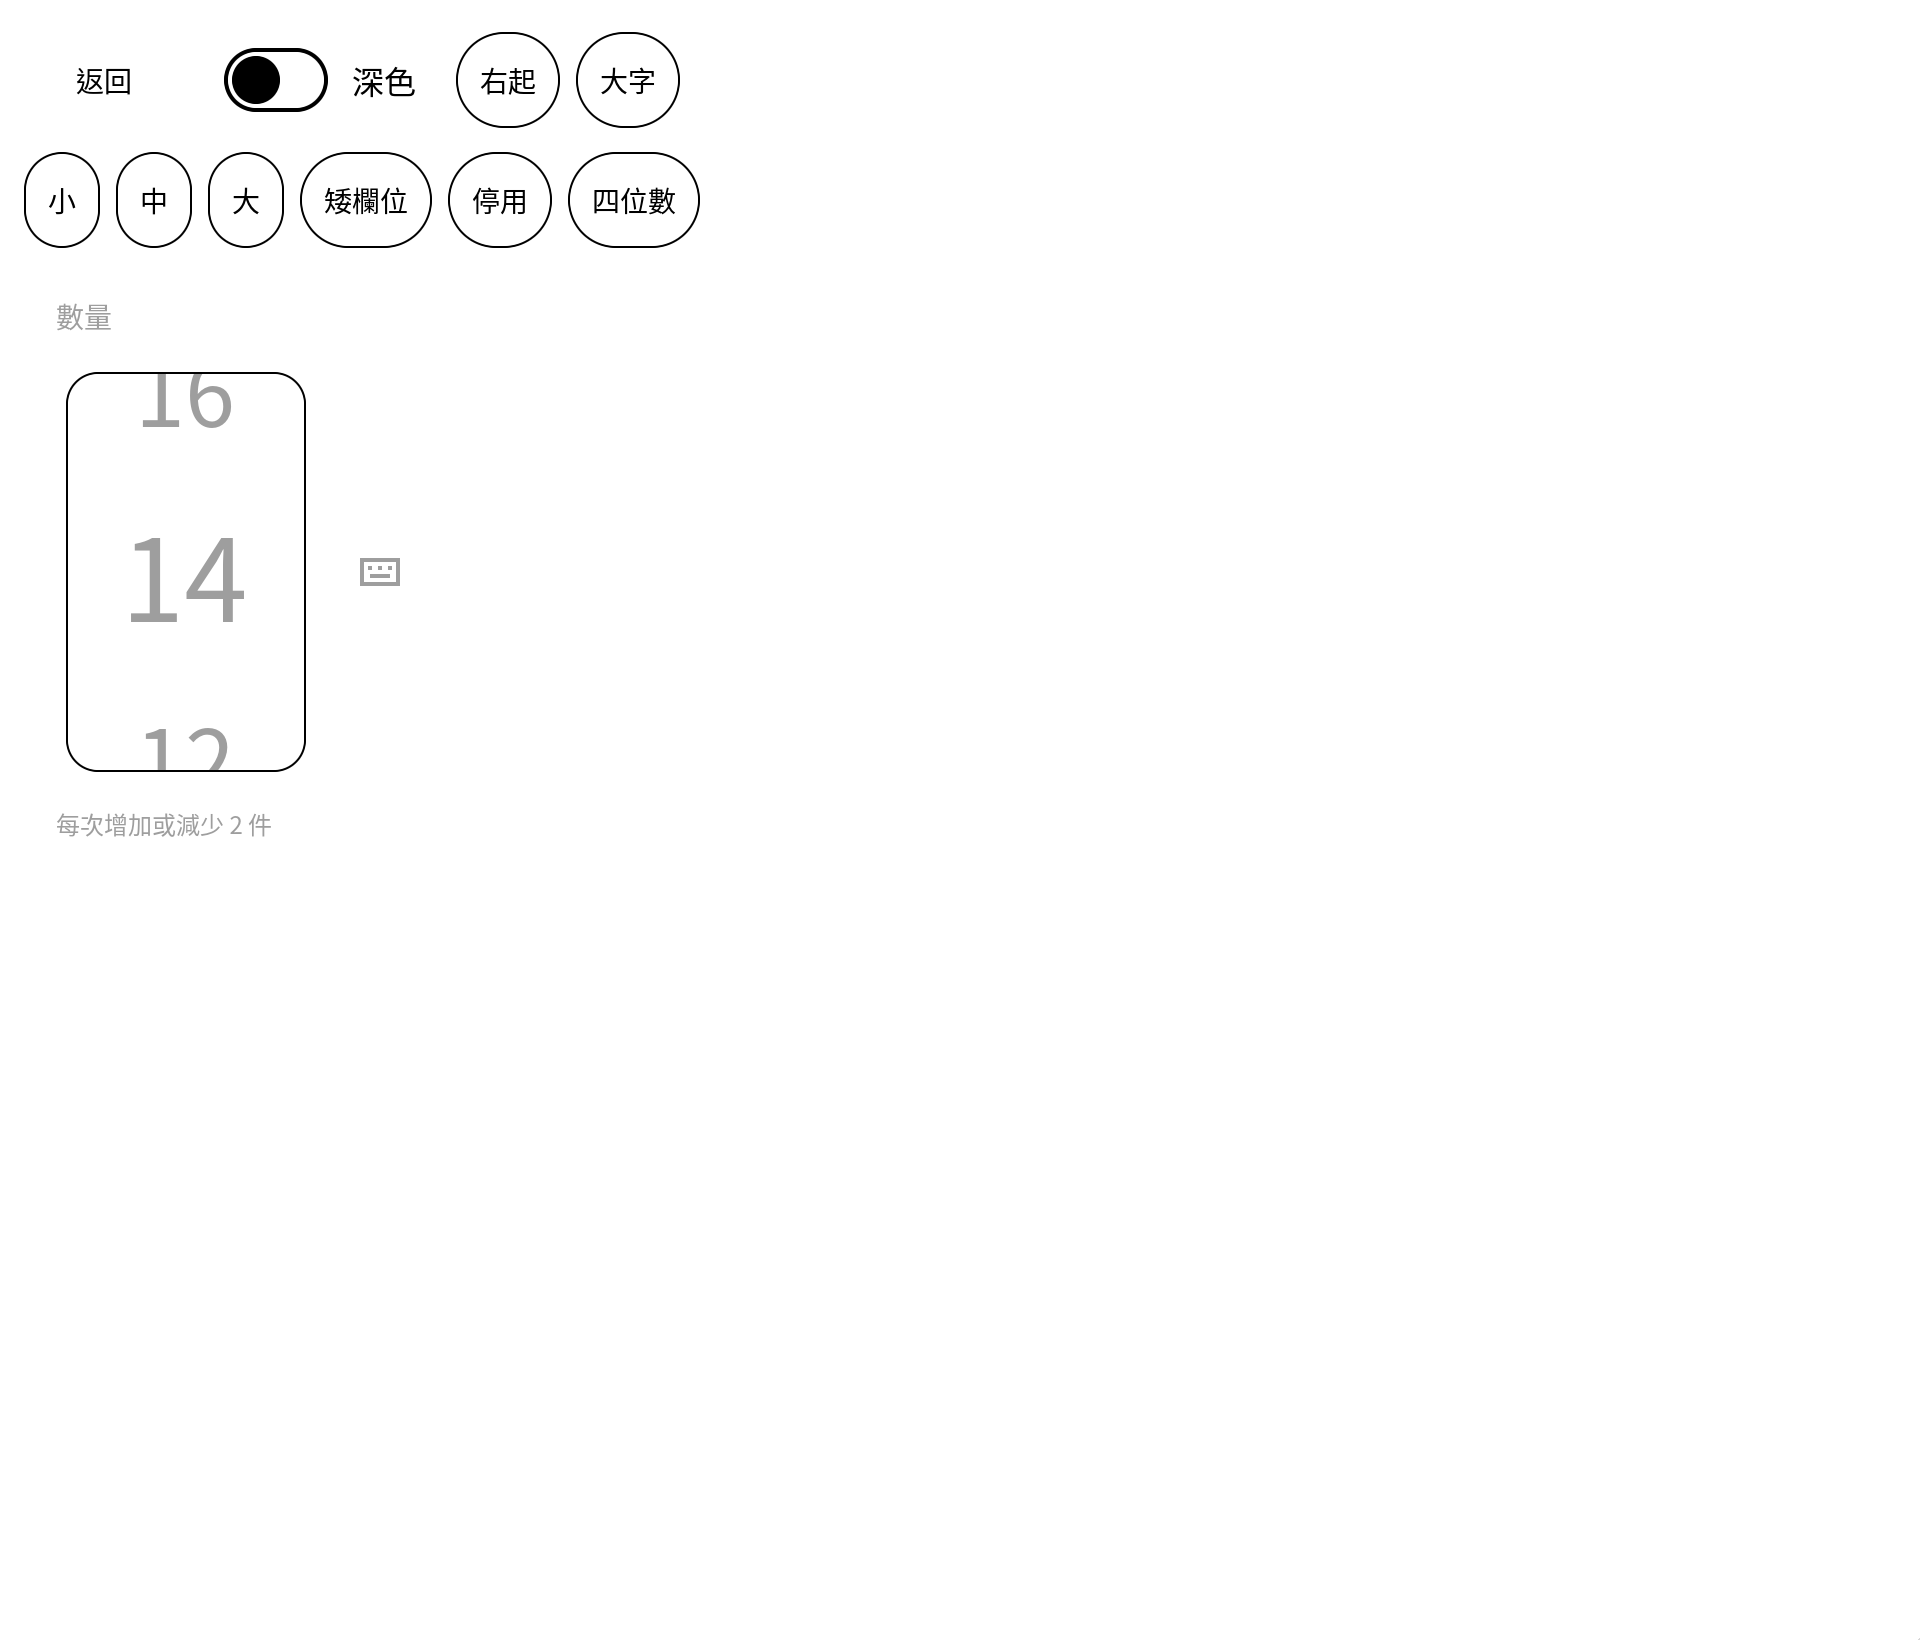 返回 深色 右起 大字
小 中 大 矮欄位 停用 四位數
數量
16
14
12
每次增加或減少 2 件